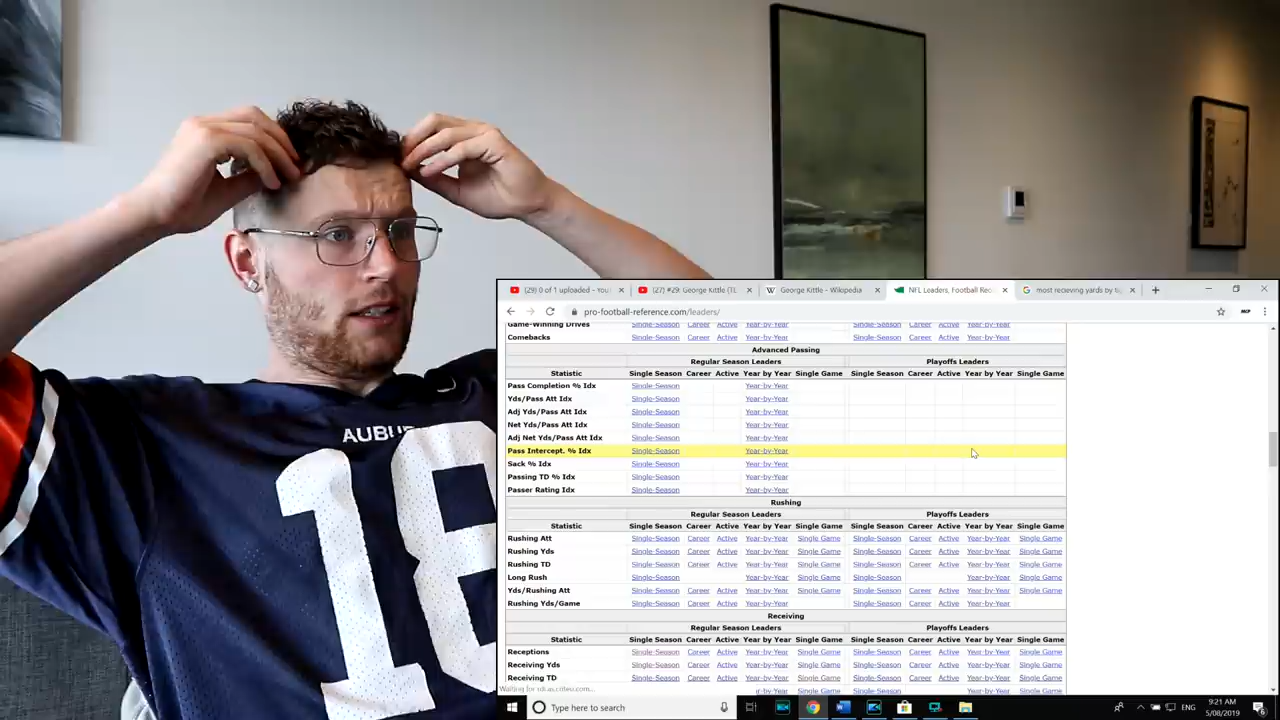 (29) 0 of 1 uploaded - You
(27) #29: George Kittle (TE,
George Kittle - Wikipedia
NFL Leaders, Football Rec
most recieving yards by ti
pro-football-reference.com/leaders/
Game-Winning Drives Single-Season Career Active Year-by-Year Single-Season Career Active Year-by-Year
Comebacks Single-Season Career Active Year-by-Year Single-Season Career Active Year-by-Year
Advanced Passing
Regular Season Leaders Playoffs Leaders
Statistic Single Season Career Active Year by Year Single Game Single Season Career Active Year by Year Single Game
Pass Completion % Idx Single-Season Year-by-Year
Yds/Pass Att Idx Single-Season Year-by-Year
Adj Yds/Pass Att Idx Single-Season Year-by-Year
Net Yds/Pass Att Idx Single-Season Year-by-Year
Adj Net Yds/Pass Att Idx Single-Season Year-by-Year
Pass Intercept. % Idx Single-Season Year-by-Year
Sack % Idx Single-Season Year-by-Year
Passing TD % Idx Single-Season Year-by-Year
Passer Rating Idx Single-Season Year-by-Year
Rushing
Regular Season Leaders Playoffs Leaders
Statistic Single Season Career Active Year by Year Single Game Single Season Career Active Year by Year Single Game
Rushing Att Single-Season Career Active Year-by-Year Single Game Single-Season Career Active Year-by-Year Single Game
Rushing Yds Single-Season Career Active Year-by-Year Single Game Single-Season Career Active Year-by-Year Single Game
Rushing TD Single-Season Career Active Year-by-Year Single Game Single-Season Career Active Year-by-Year Single Game
Long Rush Single-Season Year-by-Year Single Game Single-Season Year-by-Year Single Game
Yds/Rushing Att Single-Season Career Active Year-by-Year Single Game Single-Season Career Active Year-by-Year Single Game
Rushing Yds/Game Single-Season Career Active Year-by-Year Single-Season Career Active Year-by-Year
Receiving
Regular Season Leaders Playoffs Leaders
Statistic Single Season Career Active Year by Year Single Game Single Season Career Active Year by Year Single Game
Receptions Single-Season Career Active Year-by-Year Single Game Single-Season Career Active Year-by-Year Single Game
Receiving Yds Single-Season Career Active Year-by-Year Single Game Single-Season Career Active Year-by-Year Single Game
Receiving TD Single-Season Career Active Year-by-Year Single Game Single-Season Career Active Year-by-Year Single Game
Waiting for
Type here to search
ENG
9:21 AM
5/08/2019
AUBU
18